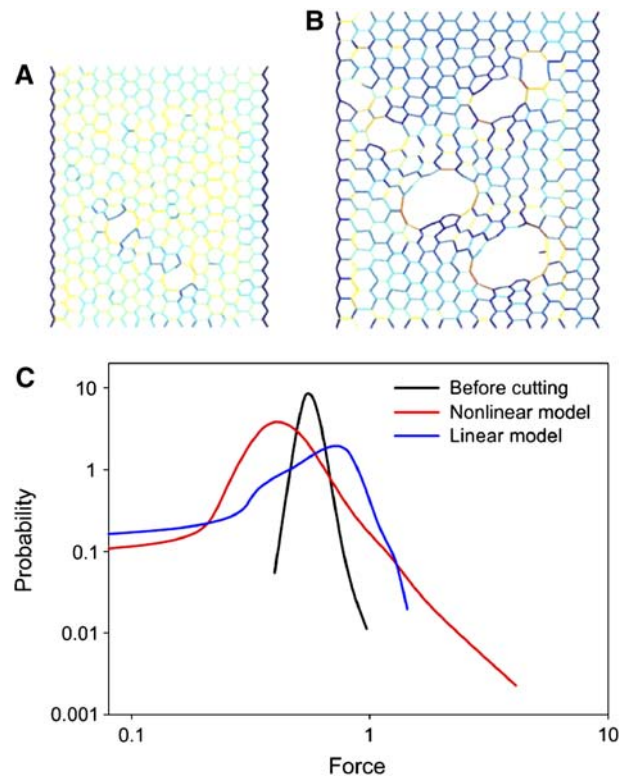 A
B
C
10
1
0.1
0.01
0.001
Probability
Before cutting
Nonlinear model
Linear model
0.1
1
10
Force